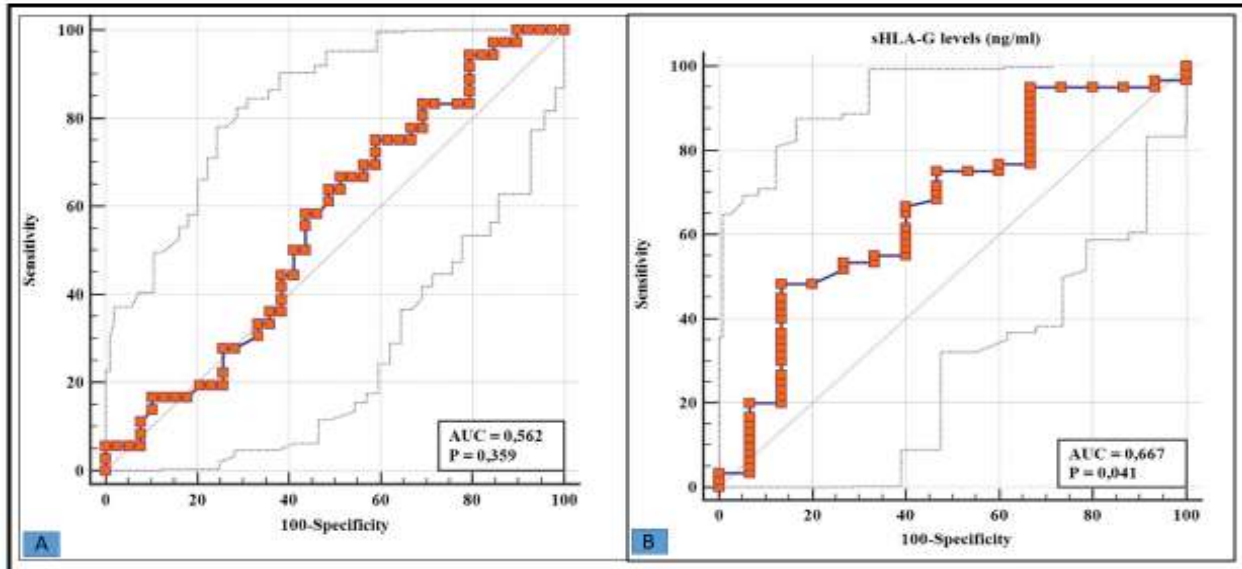 100
80
60
40
20
0
Sensitivity
0 20 40 60 80 100
100-Specificity
AUC = 0,562
P = 0,359
A
sHLA-G levels (ng/ml)
100
80
60
40
20
0
Sensitivity
0 20 40 60 80 100
100-Specificity
AUC = 0,667
P = 0,041
B